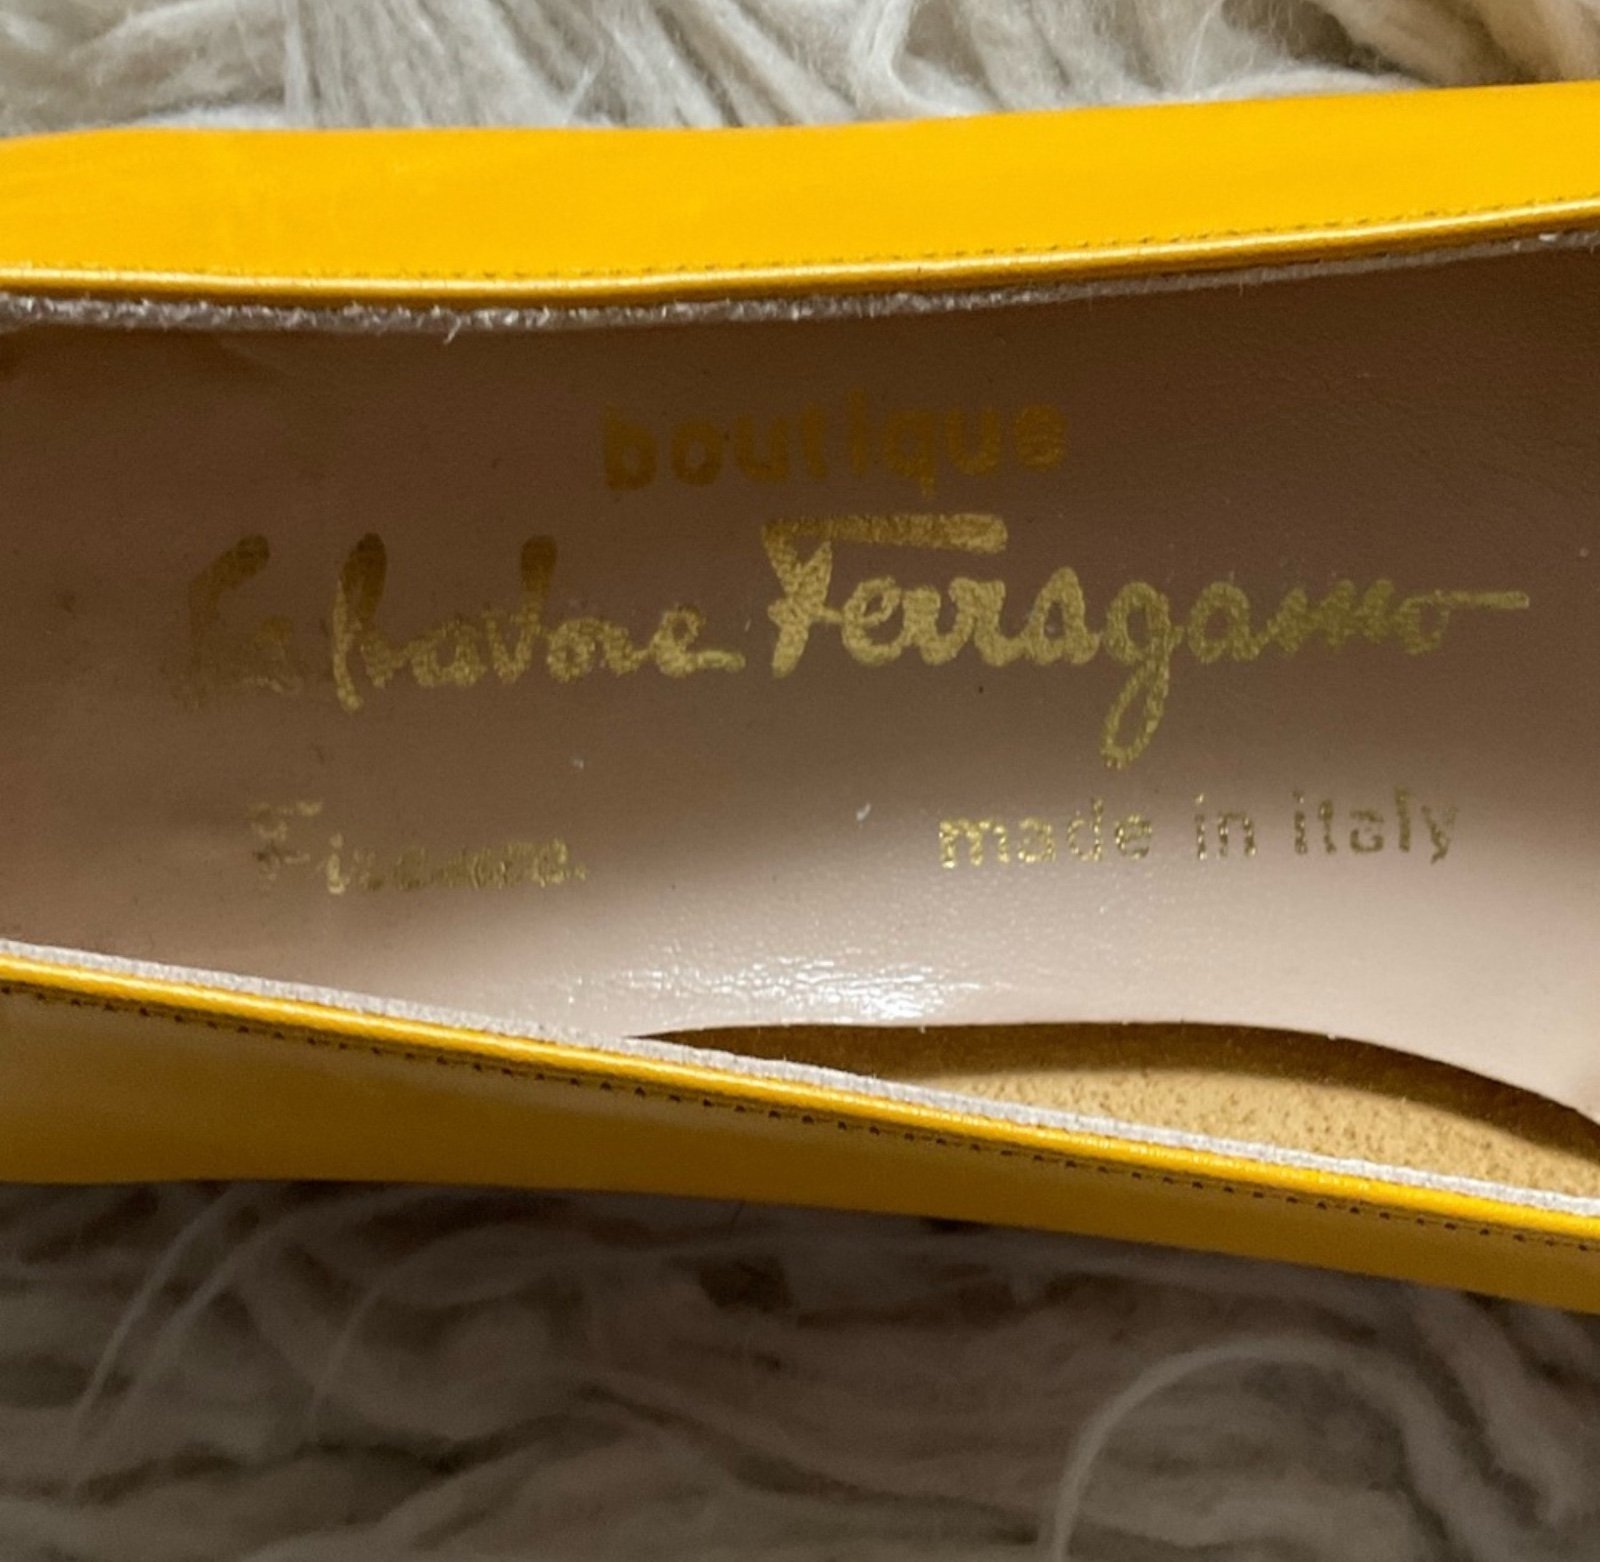 boutique
Salvatore Ferragamo
Firenze made in italy